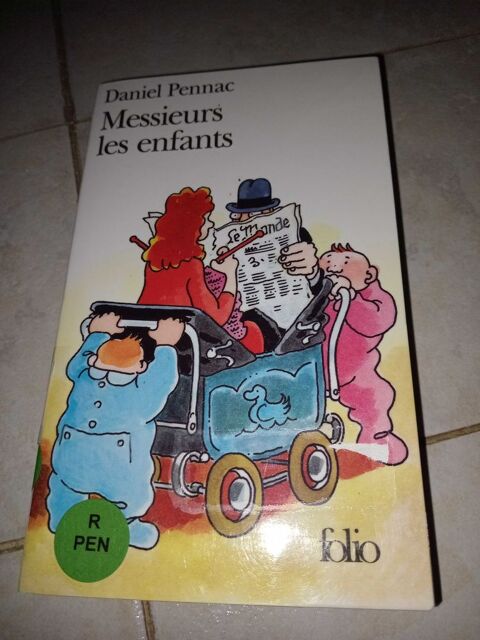 Daniel Pennac
Messieurs
les enfants
Le Monde
folio
R
PEN